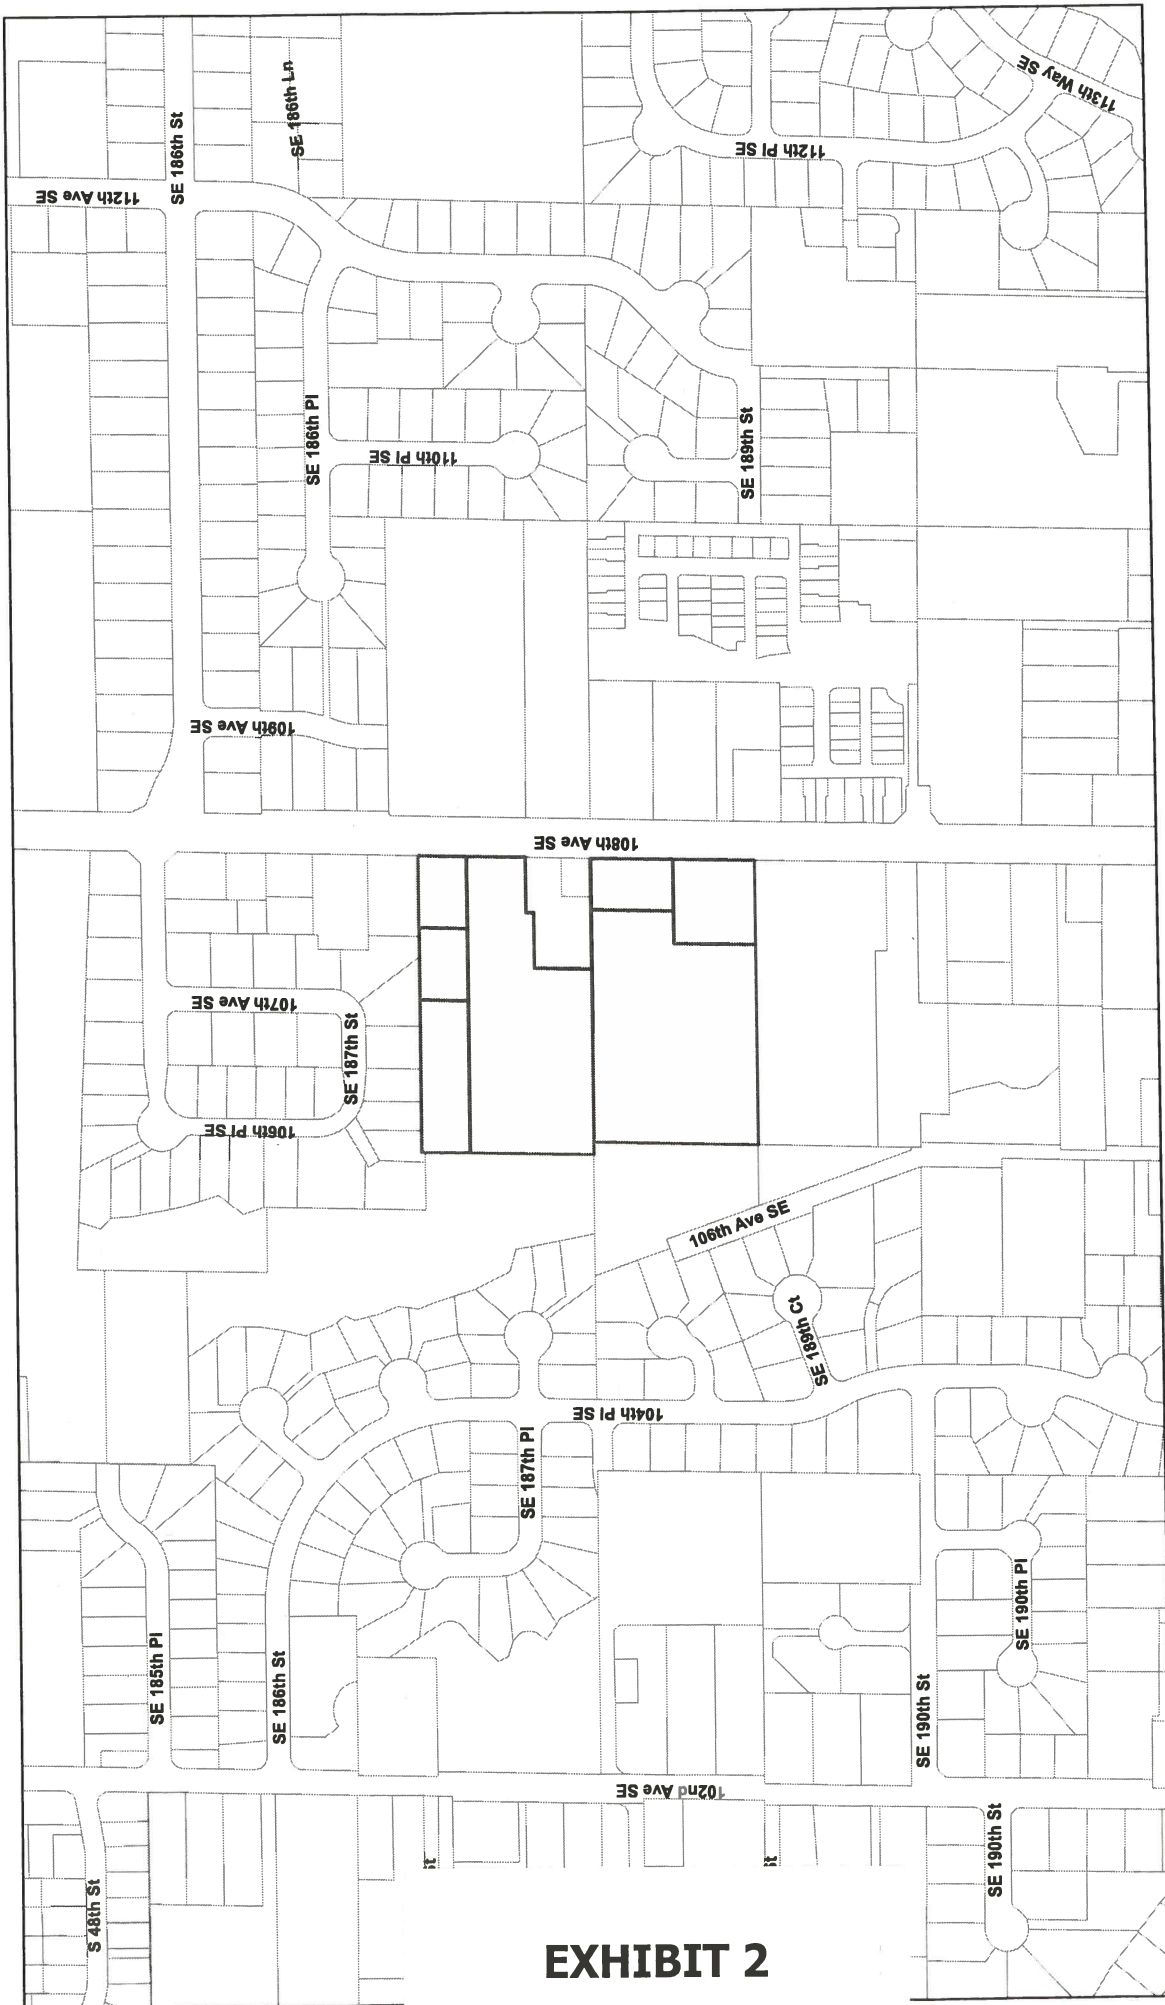 113th Way SE
SE 186th Ln
SE 186th St
112th Pl SE
112th Ave SE
SE 186th Pl
SE 189th St
110th Pl SE
109th Ave SE
108th Ave SE
107th Ave SE
SE 187th St
106th Pl SE
106th Ave SE
SE 189th Ct
104th Pl SE
SE 187th Pl
SE 190th Pl
SE 185th Pl
SE 186th St
SE 190th St
102nd Ave SE
SE 190th St
St
St
S 48th St
EXHIBIT 2